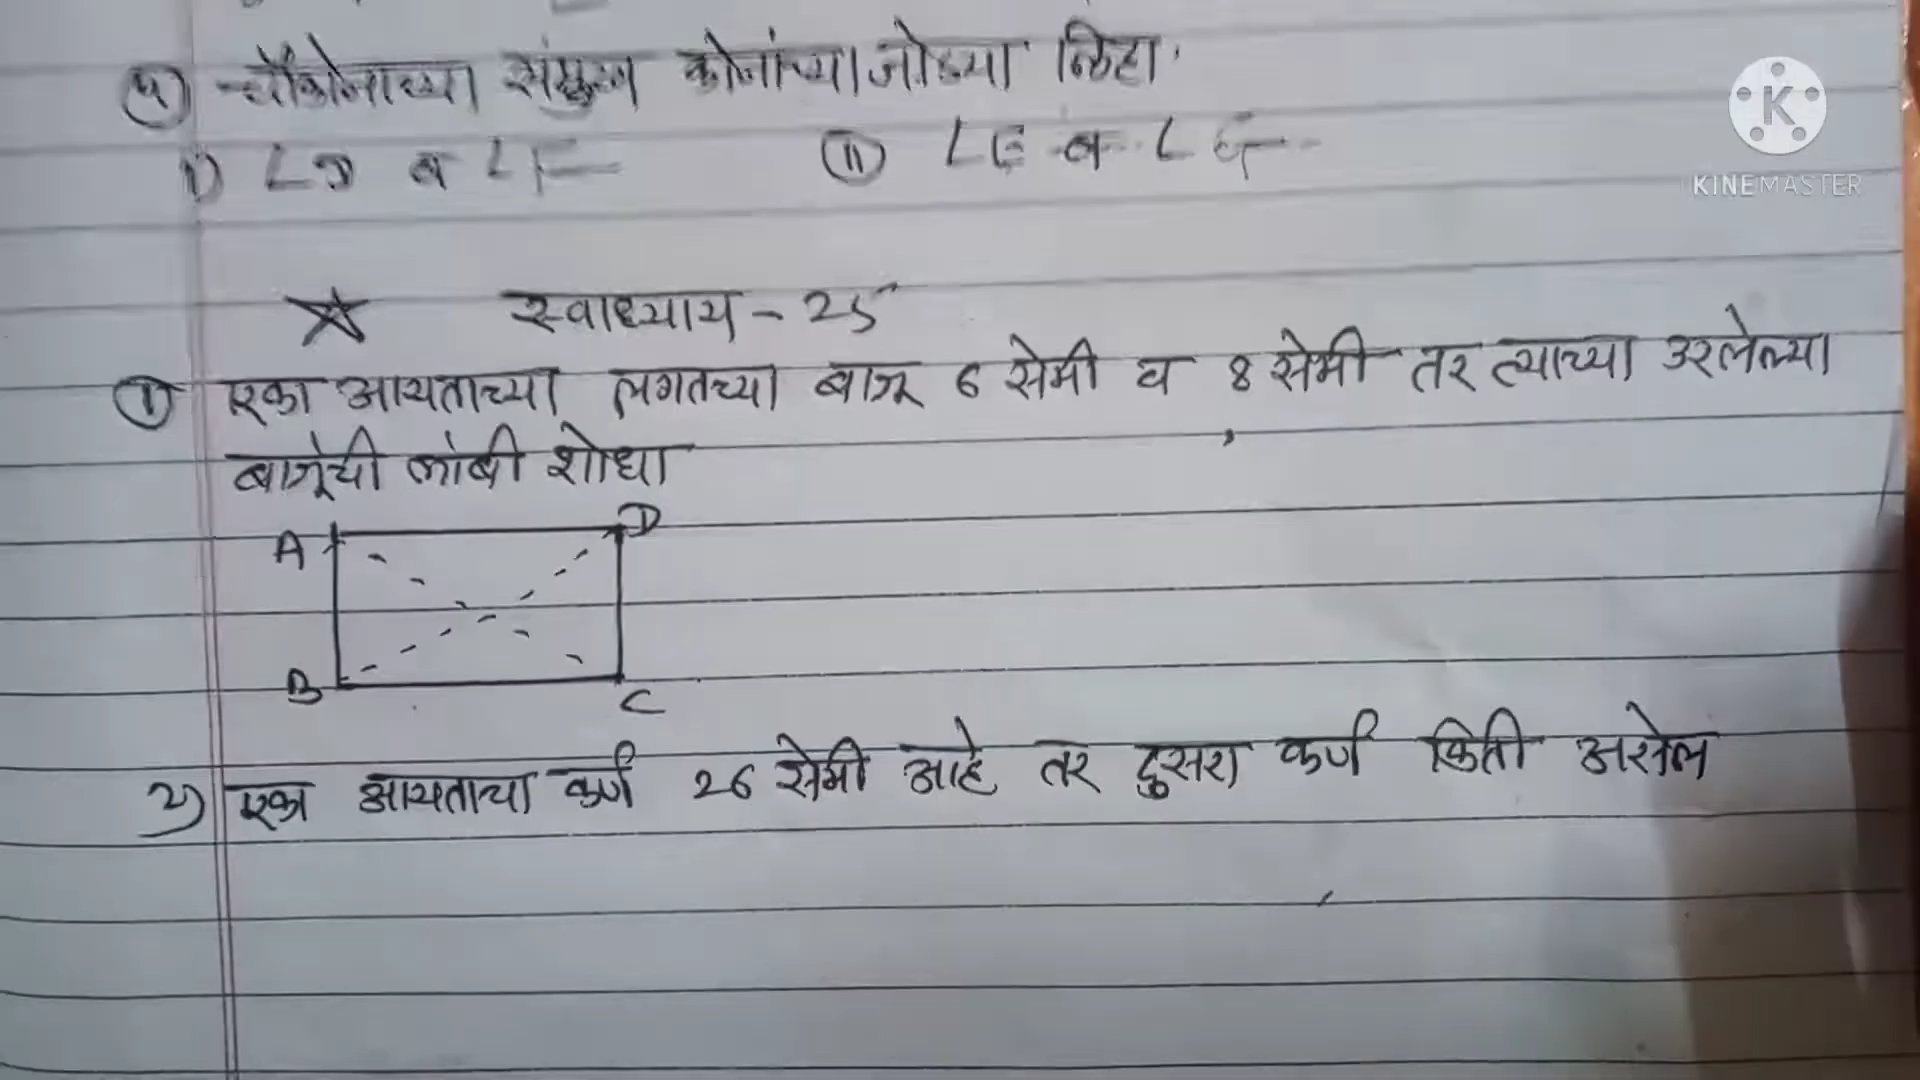 ५) चौकोनाच्या संमुख कोनांच्या जोड्या लिहा.
i) ∠D व ∠F ii) ∠E व ∠G
K
KINEMASTER
☆ स्वाध्याय - 25
1) एका आयताच्या लगतच्या बाजू 6 सेमी व 8 सेमी तर त्याच्या उरलेल्या
बाजूंची लांबी शोधा
A D
B C
२) एका आयताचा कर्ण 26 सेमी आहे तर दुसरा कर्ण किती असेल